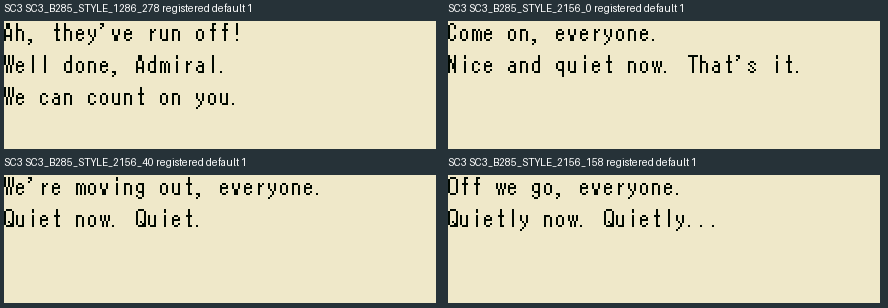 SC3 SC3_B285_STYLE_1286_278 registered default 1
Ah, they've run off!
Well done, Admiral.
We can count on you.
SC3 SC3_B285_STYLE_2156_0 registered default 1
Come on, everyone.
Nice and quiet now. That's it.
SC3 SC3_B285_STYLE_2156_40 registered default 1
We're moving out, everyone.
Quiet now. Quiet.
SC3 SC3_B285_STYLE_2156_158 registered default 1
Off we go, everyone.
Quietly now. Quietly...